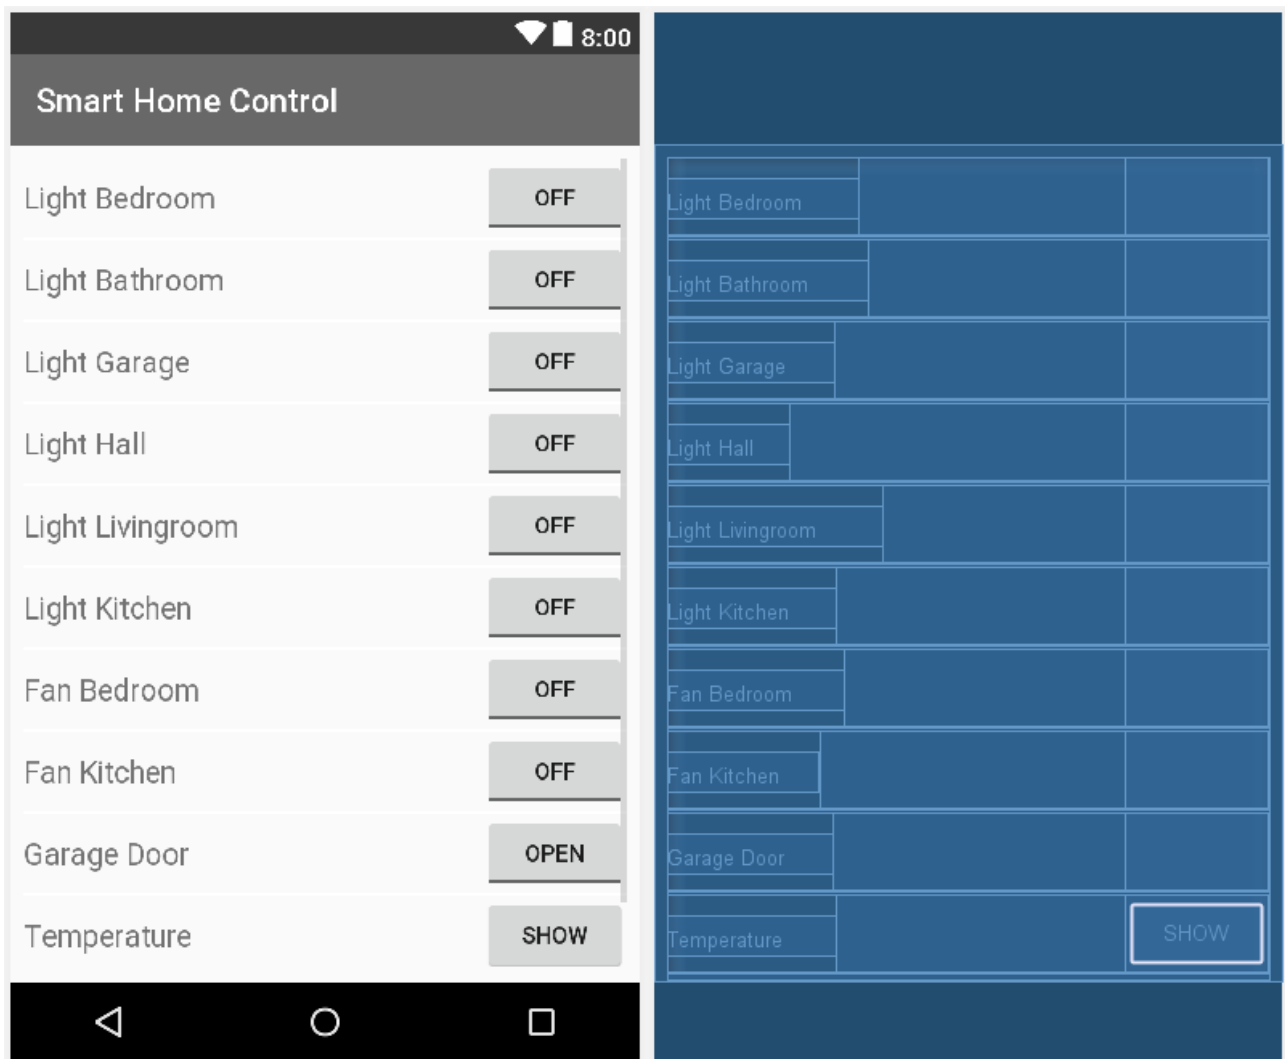 8:00
Smart Home Control
Light Bedroom OFF
Light Bathroom OFF
Light Garage OFF
Light Hall OFF
Light Livingroom OFF
Light Kitchen OFF
Fan Bedroom OFF
Fan Kitchen OFF
Garage Door OPEN
Temperature SHOW
Light Bedroom
Light Bathroom
Light Garage
Light Hall
Light Livingroom
Light Kitchen
Fan Bedroom
Fan Kitchen
Garage Door
Temperature SHOW